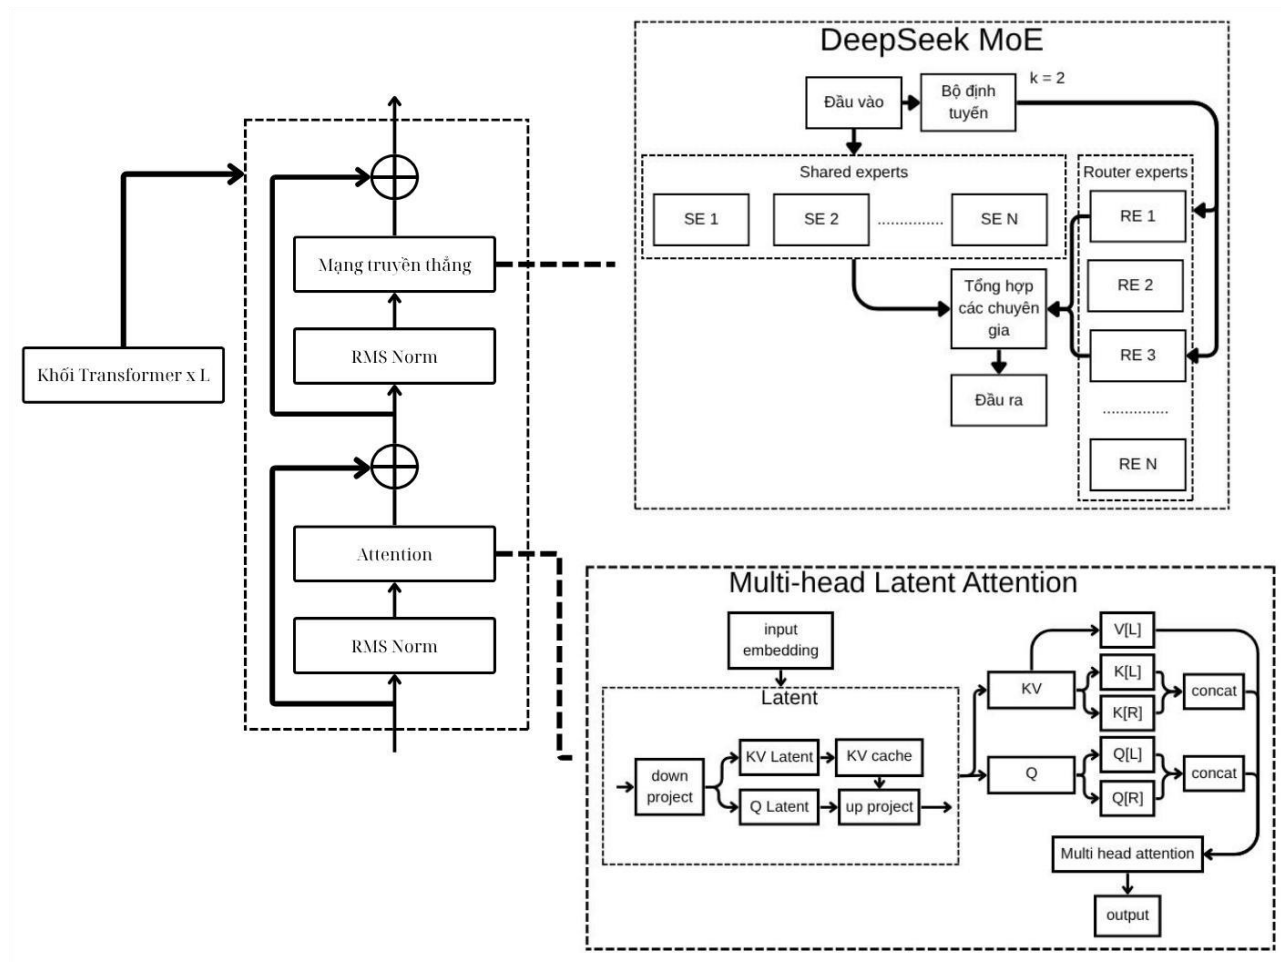 Khối Transformer x L
Mạng truyền thẳng
RMS Norm
Attention
RMS Norm
DeepSeek MoE
Đầu vào
Bộ định
tuyến
k = 2
Shared experts
SE 1
SE 2
...............
SE N
Router experts
RE 1
RE 2
RE 3
...............
RE N
Tổng hợp
các chuyên
gia
Đầu ra
Multi-head Latent Attention
input
embedding
Latent
down
project
KV Latent
KV cache
Q Latent
up project
KV
Q
V[L]
K[L]
K[R]
concat
Q[L]
Q[R]
concat
Multi head attention
output